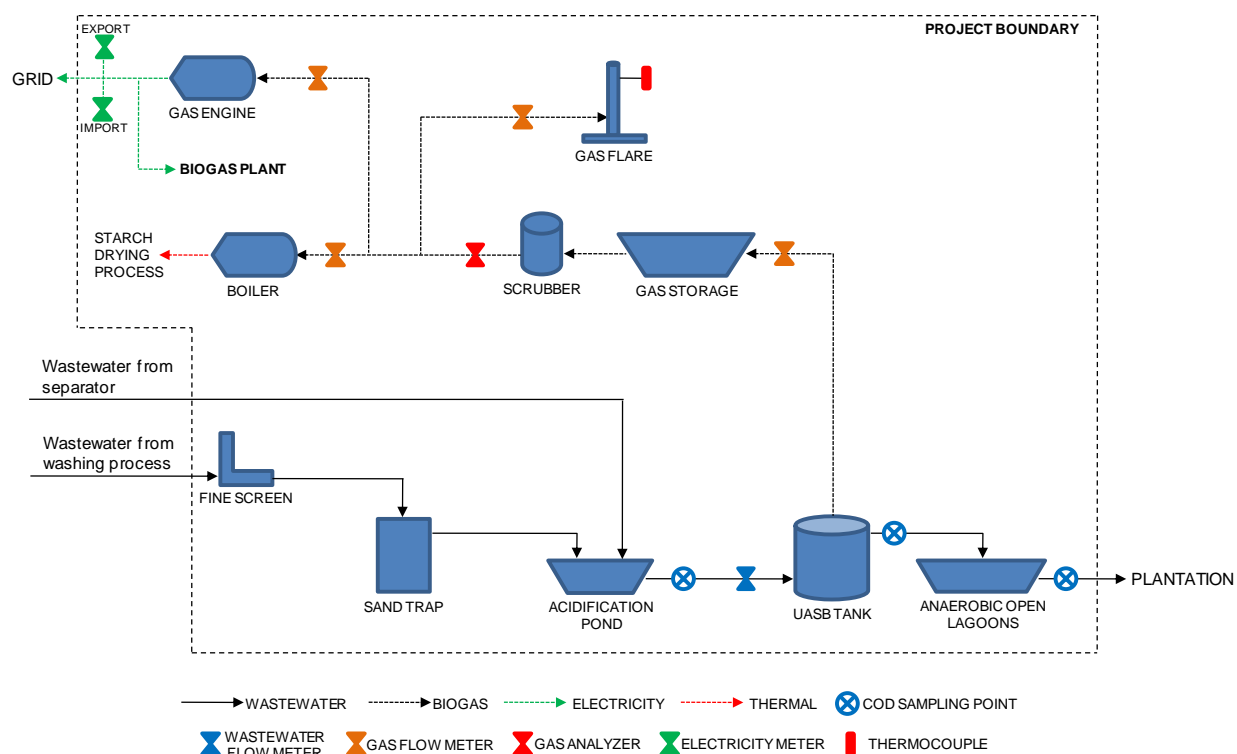 EXPORT
PROJECT BOUNDARY
GRID
GAS ENGINE
IMPORT
GAS FLARE
BIOGAS PLANT
STARCH
DRYING
PROCESS
BOILER
SCRUBBER
GAS STORAGE
Wastewater from
separator
Wastewater from
washing process
FINE SCREEN
SAND TRAP
ACIDIFICATION
POND
UASB TANK
ANAEROBIC OPEN
LAGOONS
PLANTATION
WASTEWATER
BIOGAS
ELECTRICITY
THERMAL
COD SAMPLING POINT
WASTEWATER
FLOW METER
GAS FLOW METER
GAS ANALYZER
ELECTRICITY METER
THERMOCOUPLE